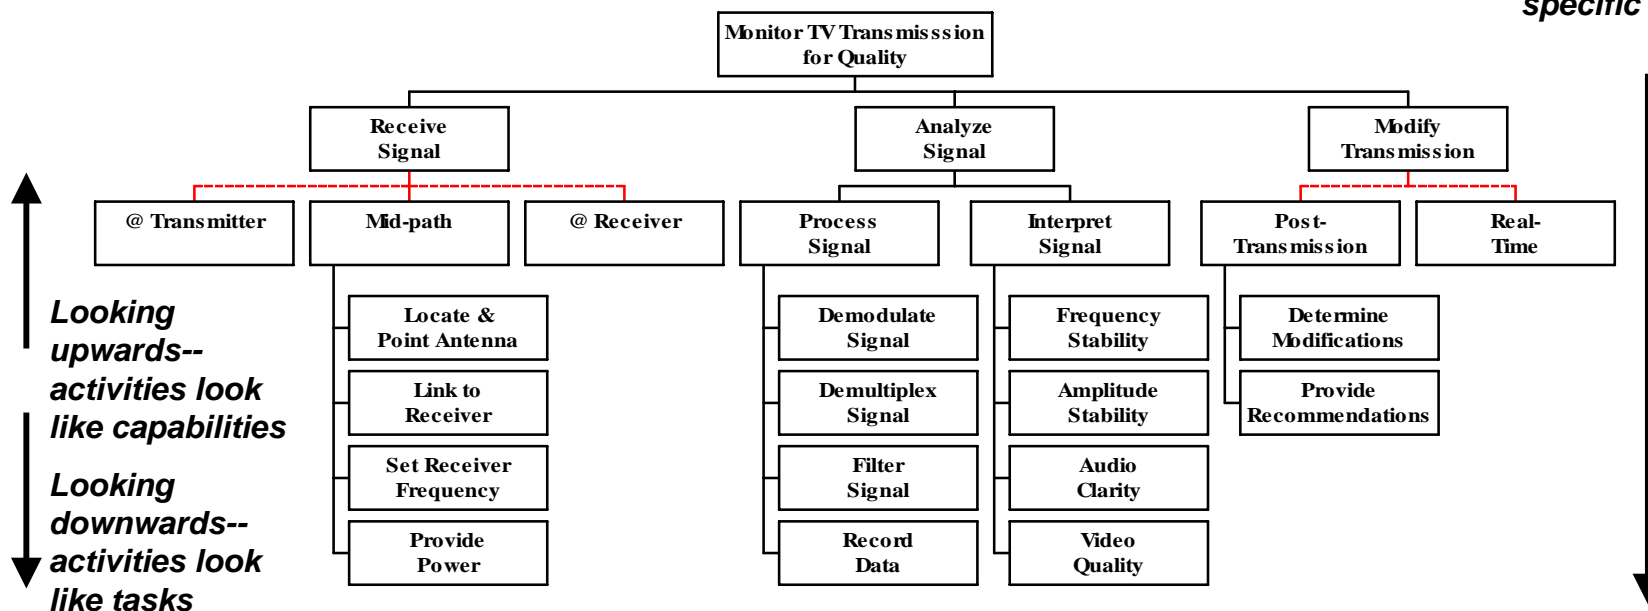 specific
Monitor TV Transmisssion
for Quality
Receive
Signal
Analyze
Signal
Modify
Transmission
@ Transmitter
Mid-path
@ Receiver
Process
Signal
Interpret
Signal
Post-
Transmission
Real-
Time
Locate &
Point Antenna
Link to
Receiver
Set Receiver
Frequency
Provide
Power
Demodulate
Signal
Demultiplex
Signal
Filter
Signal
Record
Data
Frequency
Stability
Amplitude
Stability
Audio
Clarity
Video
Quality
Determine
Modifications
Provide
Recommendations
Looking
upwards--
activities look
like capabilities
Looking
downwards--
activities look
like tasks